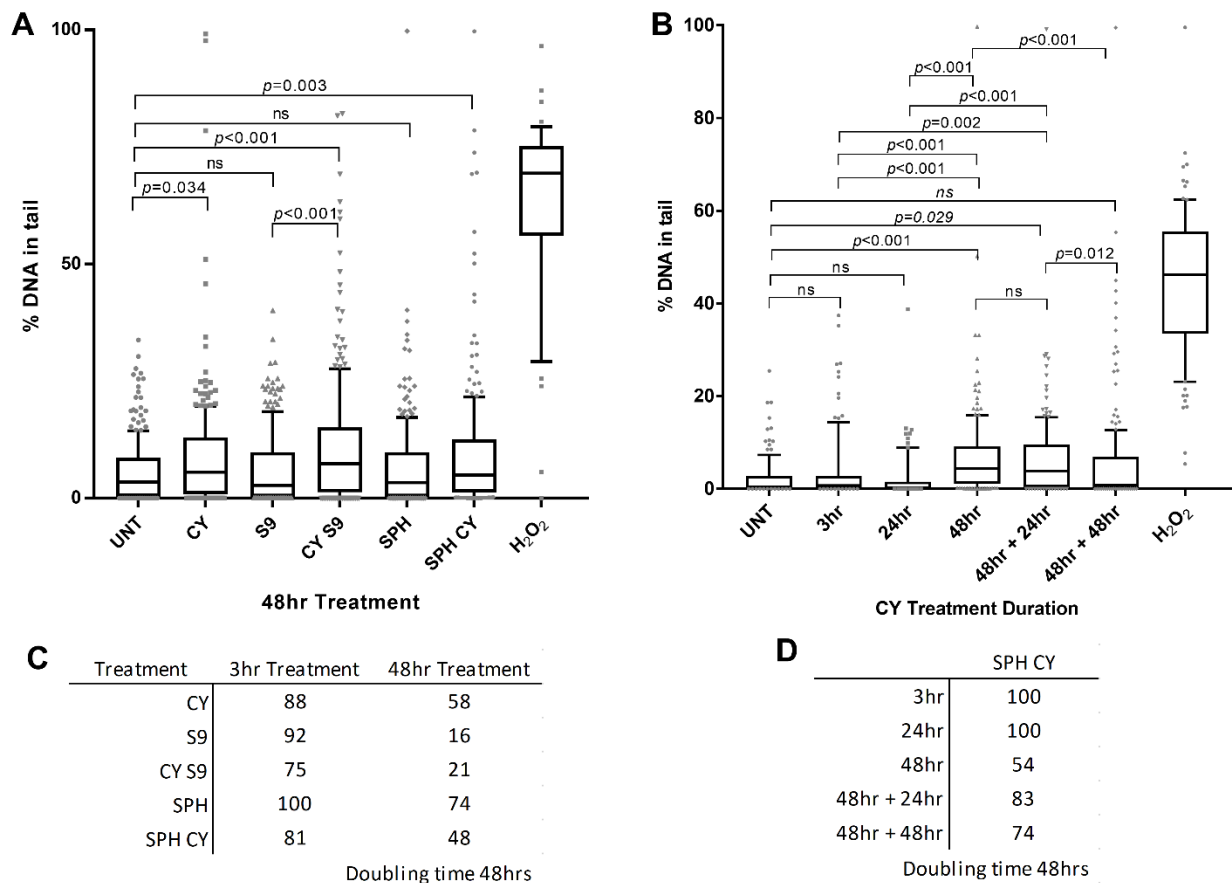 A
% DNA in tail
100
50
0
p=0.003
ns
p<0.001
ns
p=0.034
p<0.001
UNT
CY
S9
CY S9
SPH
SPH CY
H₂O₂
48hr Treatment
B
% DNA in tail
100
80
60
40
20
0
p<0.001
p<0.001
p<0.001
p=0.002
p<0.001
p<0.001
ns
p=0.029
p<0.001
p=0.012
ns
ns
ns
UNT
3hr
24hr
48hr
48hr + 24hr
48hr + 48hr
H₂O₂
CY Treatment Duration
C
Treatment 3hr Treatment 48hr Treatment
CY 88 58
S9 92 16
CY S9 75 21
SPH 100 74
SPH CY 81 48
Doubling time 48hrs
D
SPH CY
3hr 100
24hr 100
48hr 54
48hr + 24hr 83
48hr + 48hr 74
Doubling time 48hrs